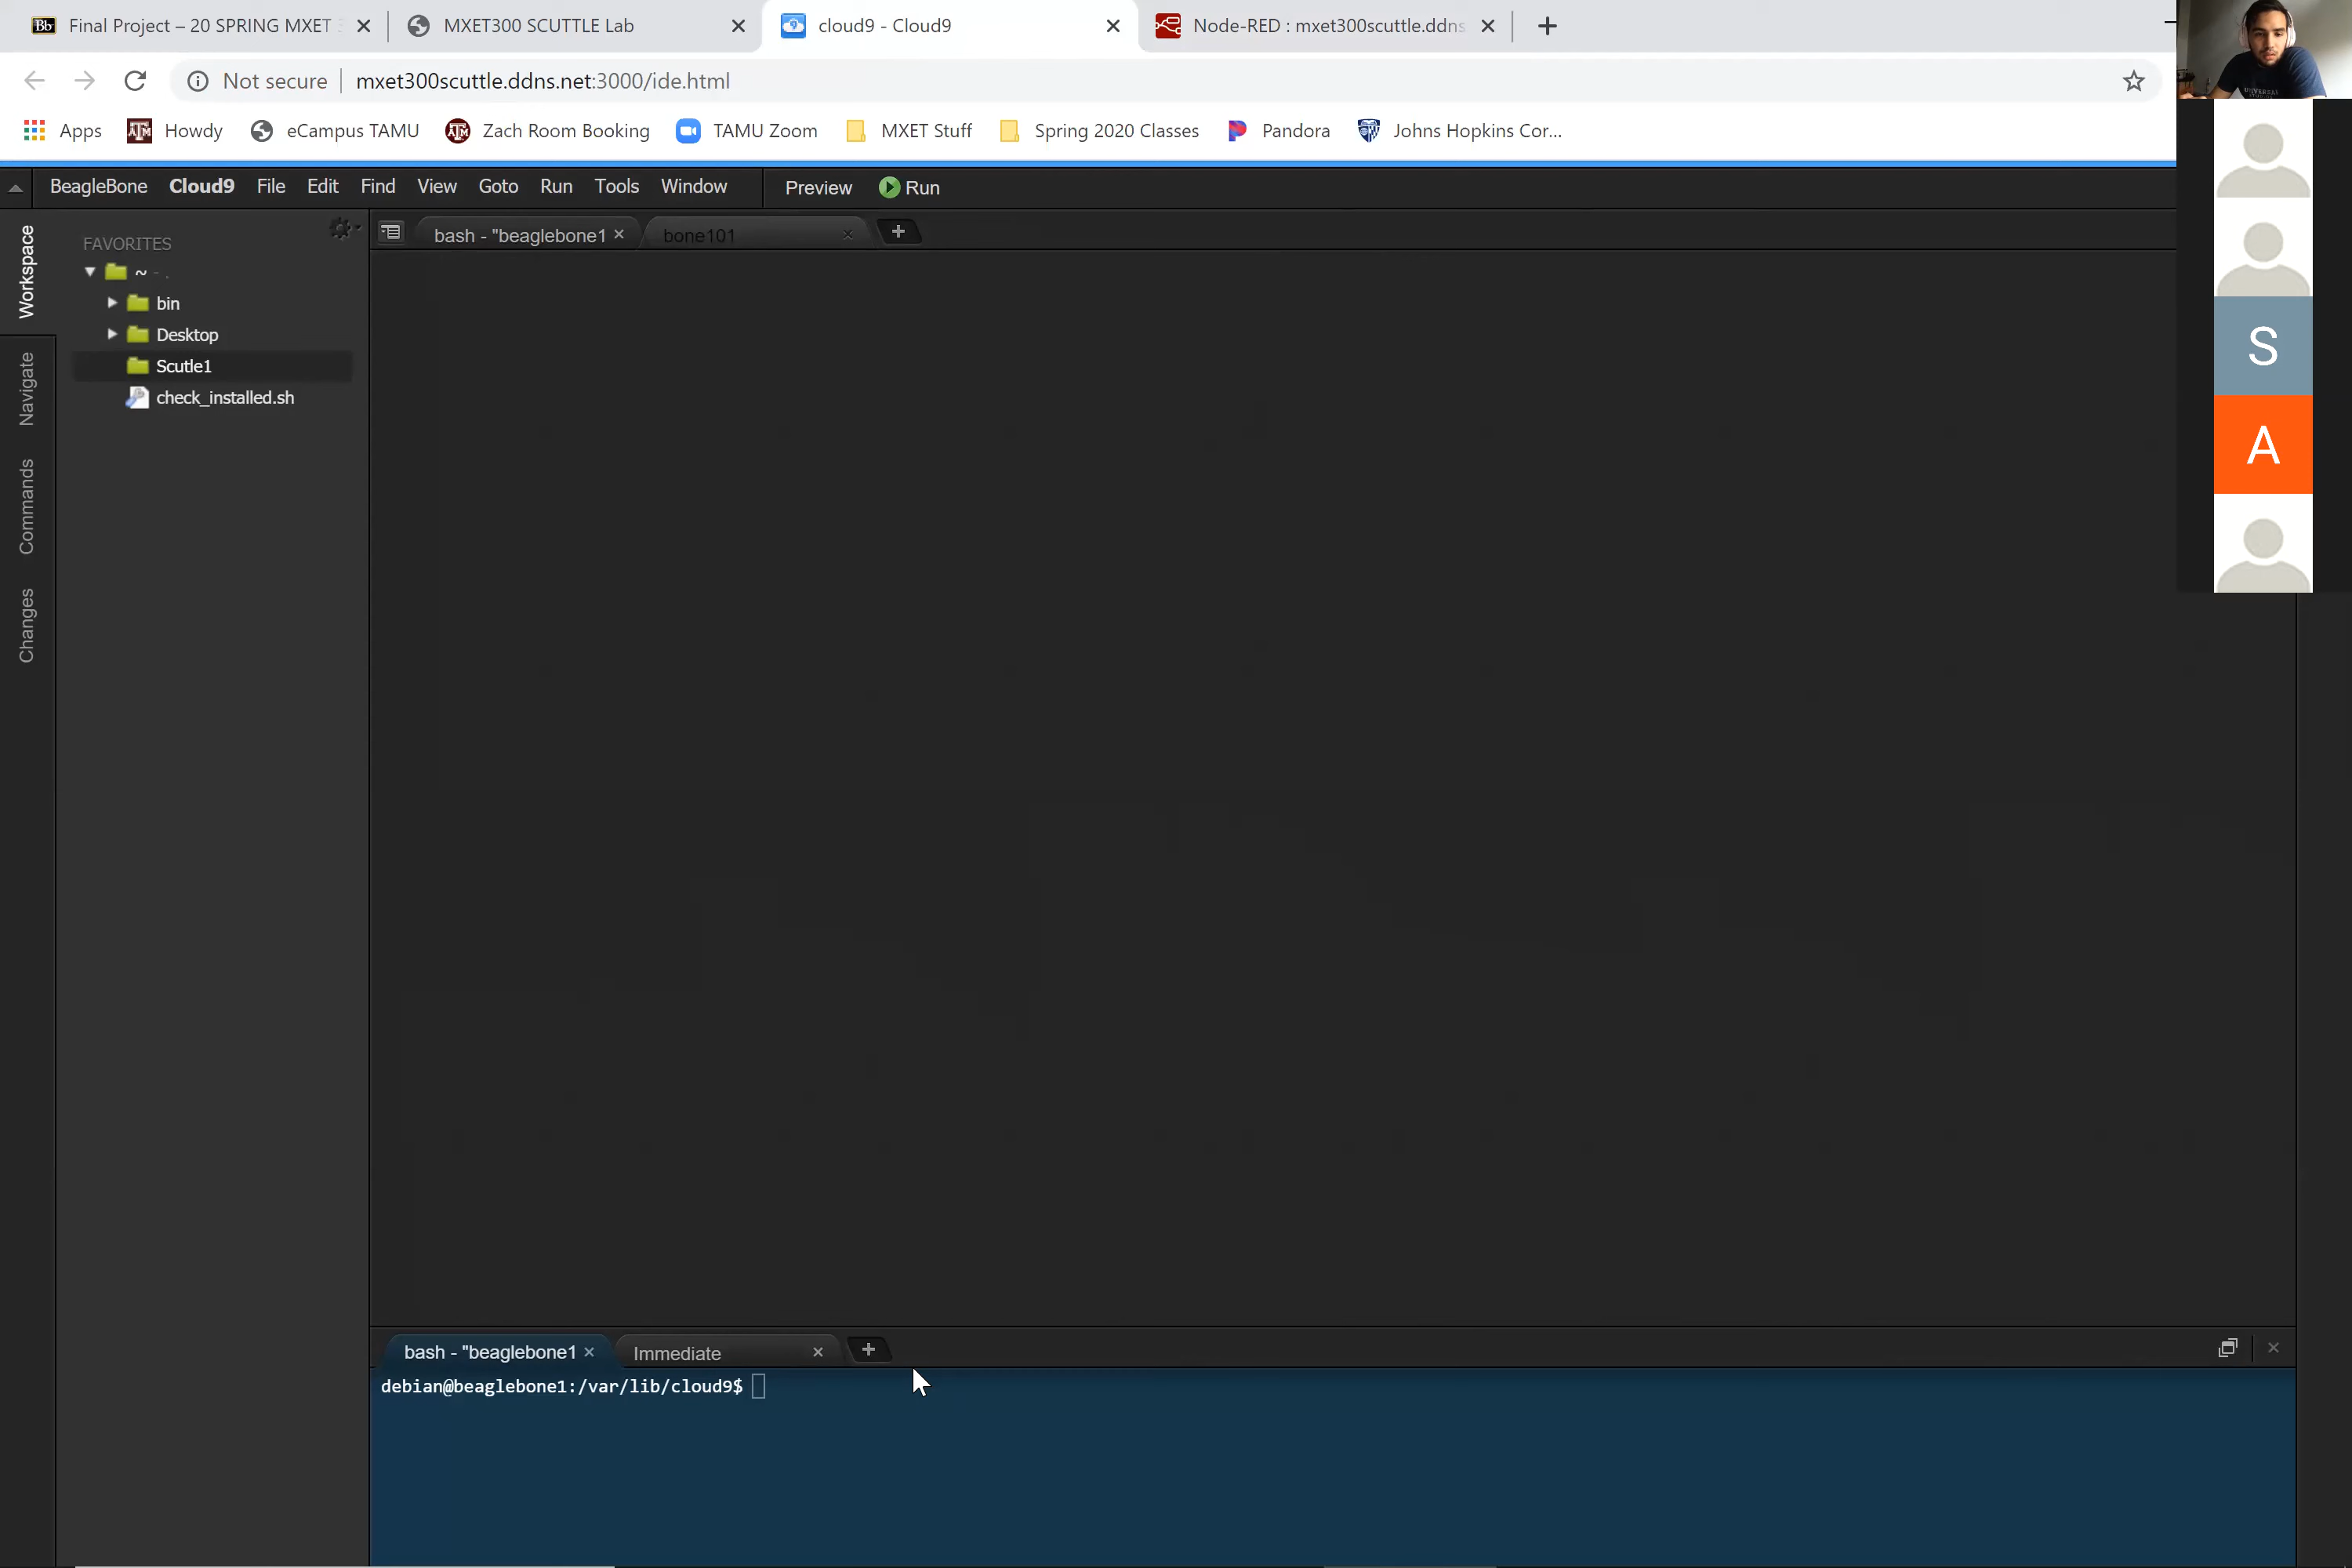 Bb Final Project – 20 SPRING MXET
MXET300 SCUTTLE Lab
cloud9 - Cloud9
Node-RED : mxet300scuttle.ddns
Not secure mxet300scuttle.ddns.net:3000/ide.html
Apps Howdy eCampus TAMU Zach Room Booking TAMU Zoom MXET Stuff Spring 2020 Classes Pandora Johns Hopkins Cor...
BeagleBone Cloud9 File Edit Find View Goto Run Tools Window Preview Run
Workspace
Navigate
Commands
Changes
FAVORITES
~ - .
bin
Desktop
Scutle1
check_installed.sh
bash - "beaglebone1
bone101
S
A
bash - "beaglebone1
Immediate
debian@beaglebone1:/var/lib/cloud9$